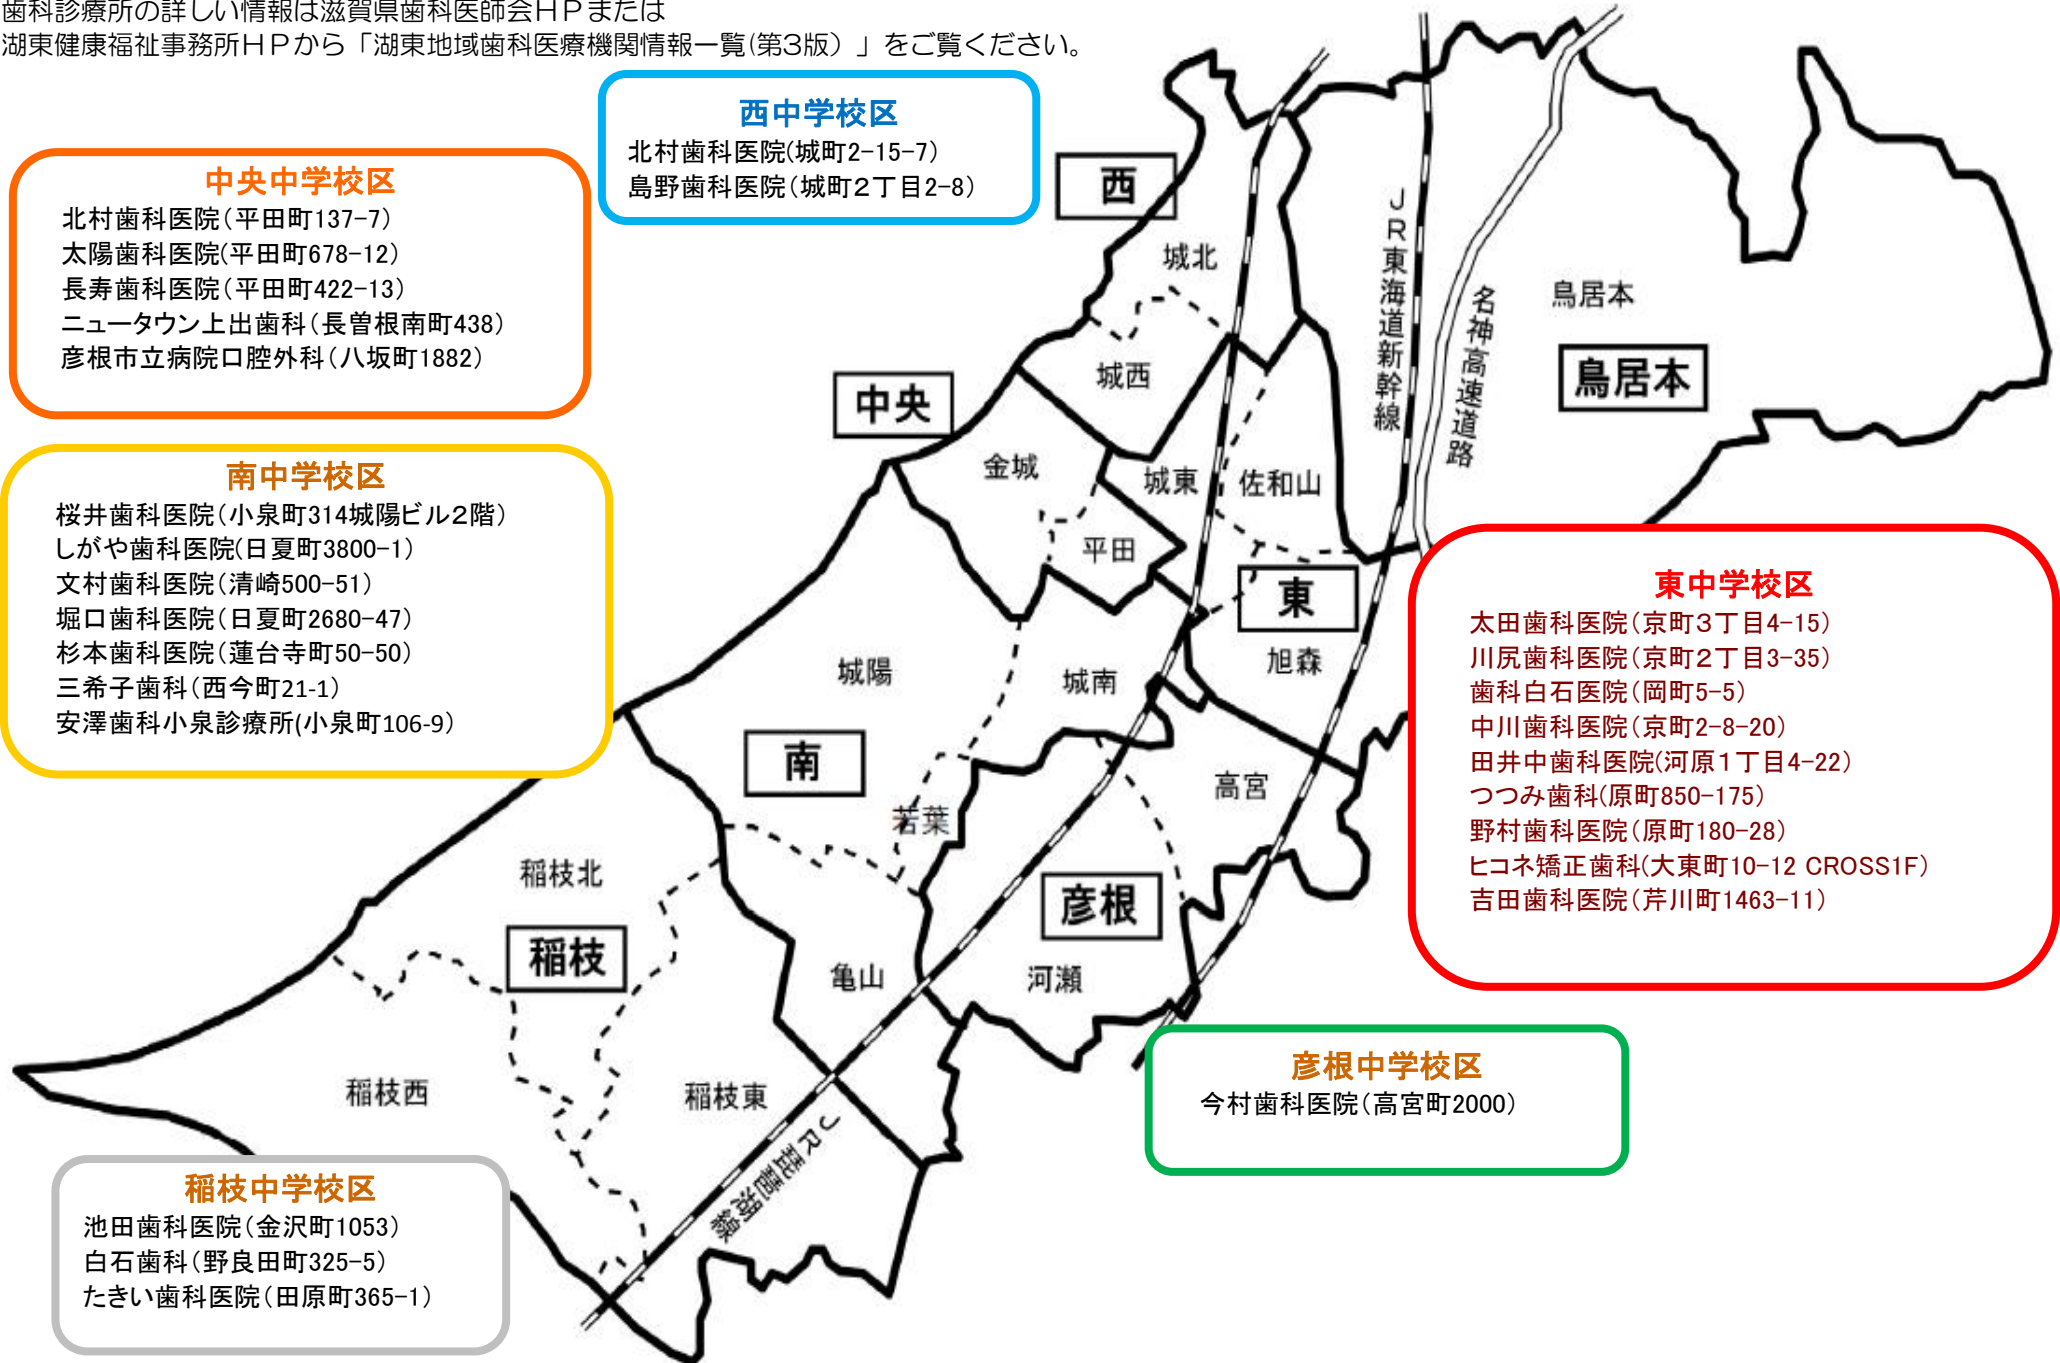 歯科診療所の詳しい情報は滋賀県歯科医師会HPまたは
湖東健康福祉事務所HPから「湖東地域歯科医療機関情報一覧(第3版）」をご覧ください。
西中学校区
北村歯科医院(城町2-15-7)
島野歯科医院(城町2丁目2-8)
中央中学校区
北村歯科医院(平田町137-7)
太陽歯科医院(平田町678-12)
長寿歯科医院(平田町422-13)
ニュータウン上出歯科(長曽根南町438)
彦根市立病院口腔外科(八坂町1882)
南中学校区
桜井歯科医院(小泉町314城陽ビル2階)
しがや歯科医院(日夏町3800-1)
文村歯科医院(清崎500-51)
堀口歯科医院(日夏町2680-47)
杉本歯科医院(蓮台寺町50-50)
三希子歯科(西今町21-1)
安澤歯科小泉診療所(小泉町106-9)
東中学校区
太田歯科医院(京町3丁目4-15)
川尻歯科医院(京町2丁目3-35)
歯科白石医院(岡町5-5)
中川歯科医院(京町2-8-20)
田井中歯科医院(河原1丁目4-22)
つつみ歯科(原町850-175)
野村歯科医院(原町180-28)
ヒコネ矯正歯科(大東町10-12 CROSS1F)
吉田歯科医院(芹川町1463-11)
彦根中学校区
今村歯科医院(高宮町2000)
稲枝中学校区
池田歯科医院(金沢町1053)
白石歯科(野良田町325-5)
たきい歯科医院(田原町365-1)
西
城北
城西
中央
金城
平田
城東
佐和山
東
旭森
鳥居本
鳥居本
JR東海道新幹線
名神高速道路
城陽
城南
南
若葉
高宮
彦根
河瀬
亀山
稲枝北
稲枝
稲枝西
稲枝東
JR琵琶湖線